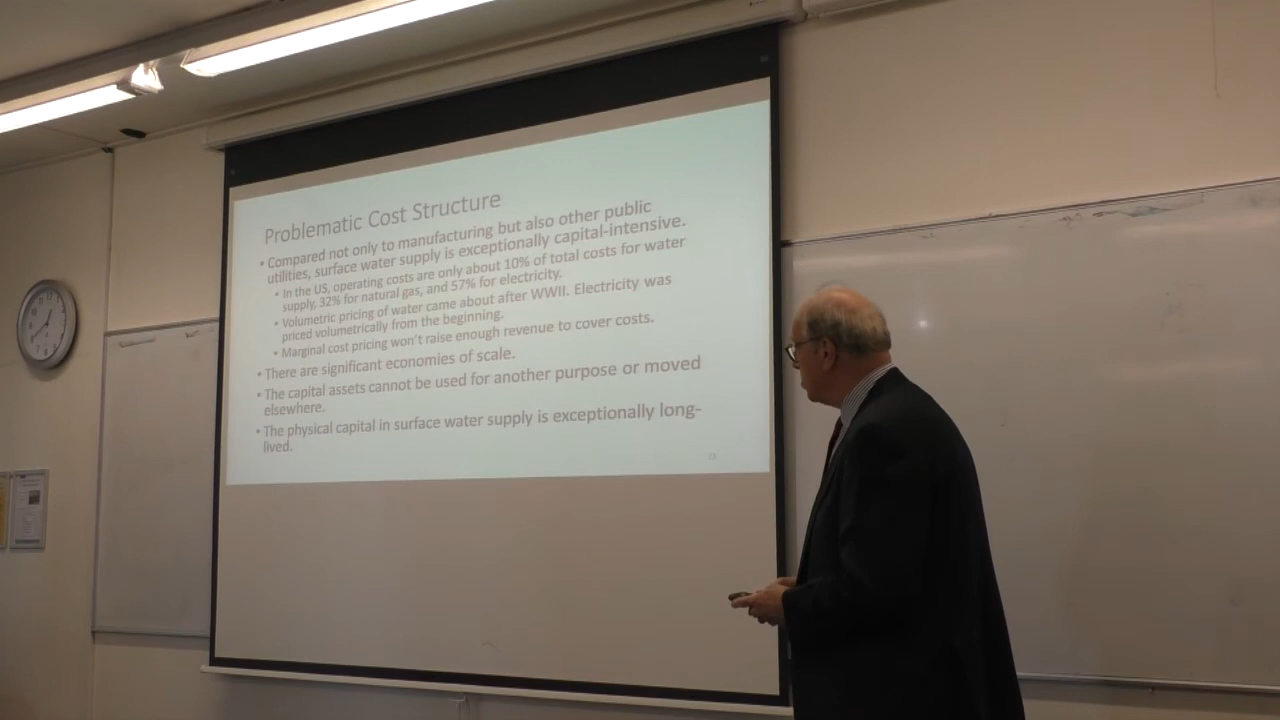 Problematic Cost Structure
• Compared not only to manufacturing but also other public
utilities, surface water supply is exceptionally capital-intensive.
• In the US, operating costs are only about 10% of total costs for water
supply, 32% for natural gas, and 57% for electricity.
• Volumetric pricing of water came about after WWII. Electricity was
priced volumetrically from the beginning.
• Marginal cost pricing won't raise enough revenue to cover costs.
• There are significant economies of scale.
• The capital assets cannot be used for another purpose or moved
elsewhere.
• The physical capital in surface water supply is exceptionally long-
lived.